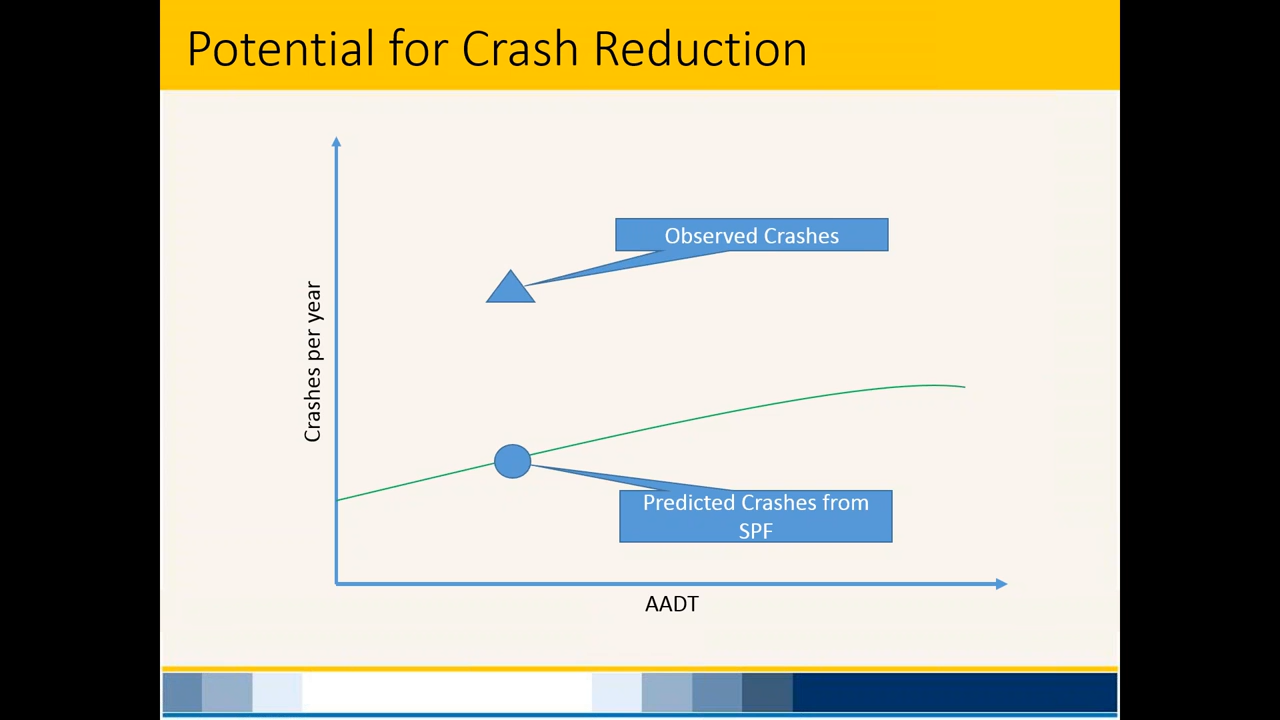 Potential for Crash Reduction
Observed Crashes
Crashes per year
Predicted Crashes from
SPF
AADT